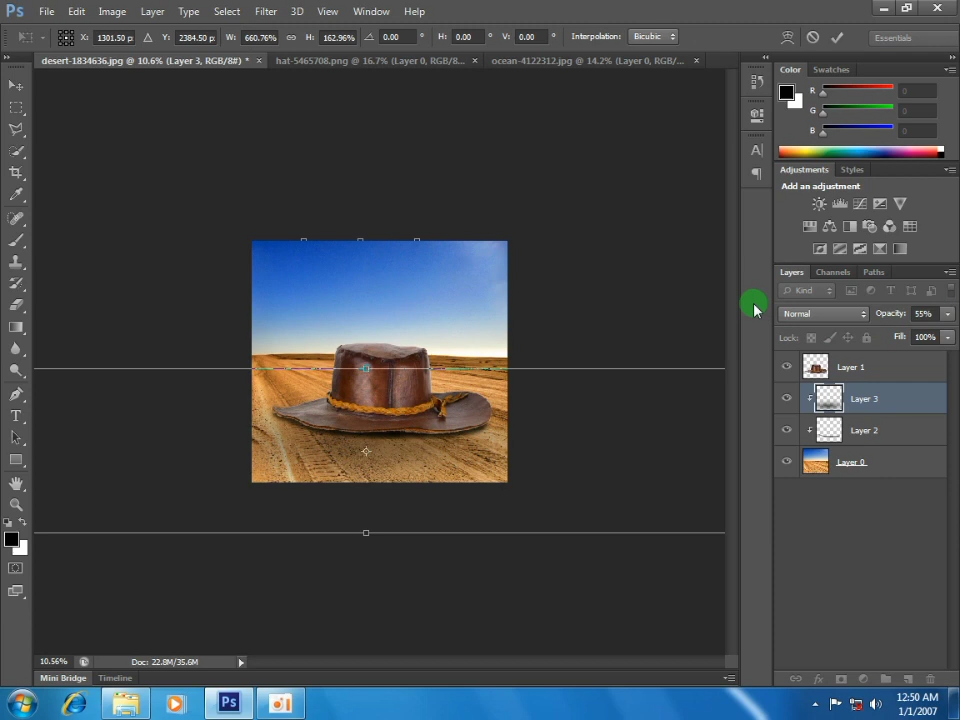 Ps File Edit Image Layer Type Select Filter 3D View Window Help
X: 1301.50 p Y: 2384.50 p W: 660.76% H: 162.96% 0.00 ° H: 0.00 ° V: 0.00 ° Interpolation: Bicubic Essentials
desert-1834636.jpg @ 10.6% (Layer 3, RGB/8#) * × hat-5465708.png @ 16.7% (Layer 0, RGB/8... × ocean-4122312.jpg @ 14.2% (Layer 0, RGB/8#) ×
Color Swatches
R 0
G 0
B 0
Adjustments Styles
Add an adjustment
Layers Channels Paths
Kind
Normal Opacity: 55%
Lock: Fill: 100%
Layer 1
Layer 3
Layer 2
Layer 0
10.56% Doc: 22.8M/35.6M
Mini Bridge Timeline
Ps
12:50 AM
1/1/2007